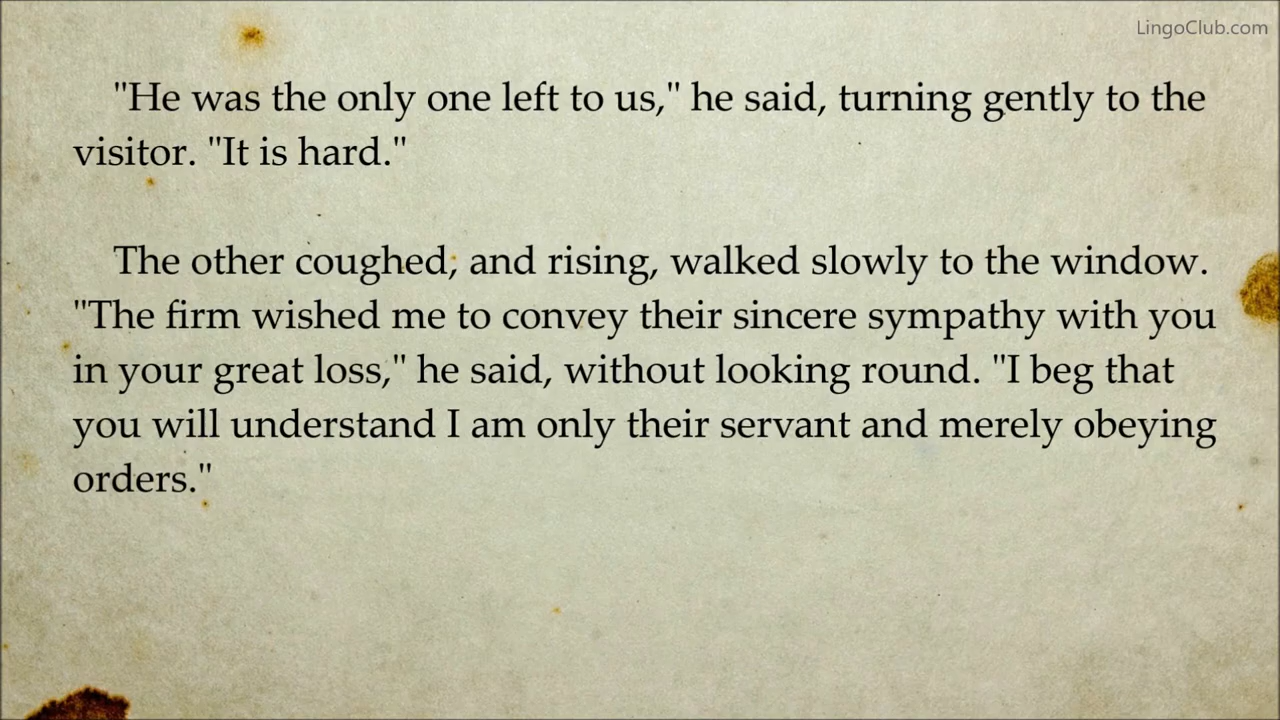 LingoClub.com
"He was the only one left to us," he said, turning gently to the
visitor. "It is hard."
The other coughed, and rising, walked slowly to the window.
"The firm wished me to convey their sincere sympathy with you
in your great loss," he said, without looking round. "I beg that
you will understand I am only their servant and merely obeying
orders."